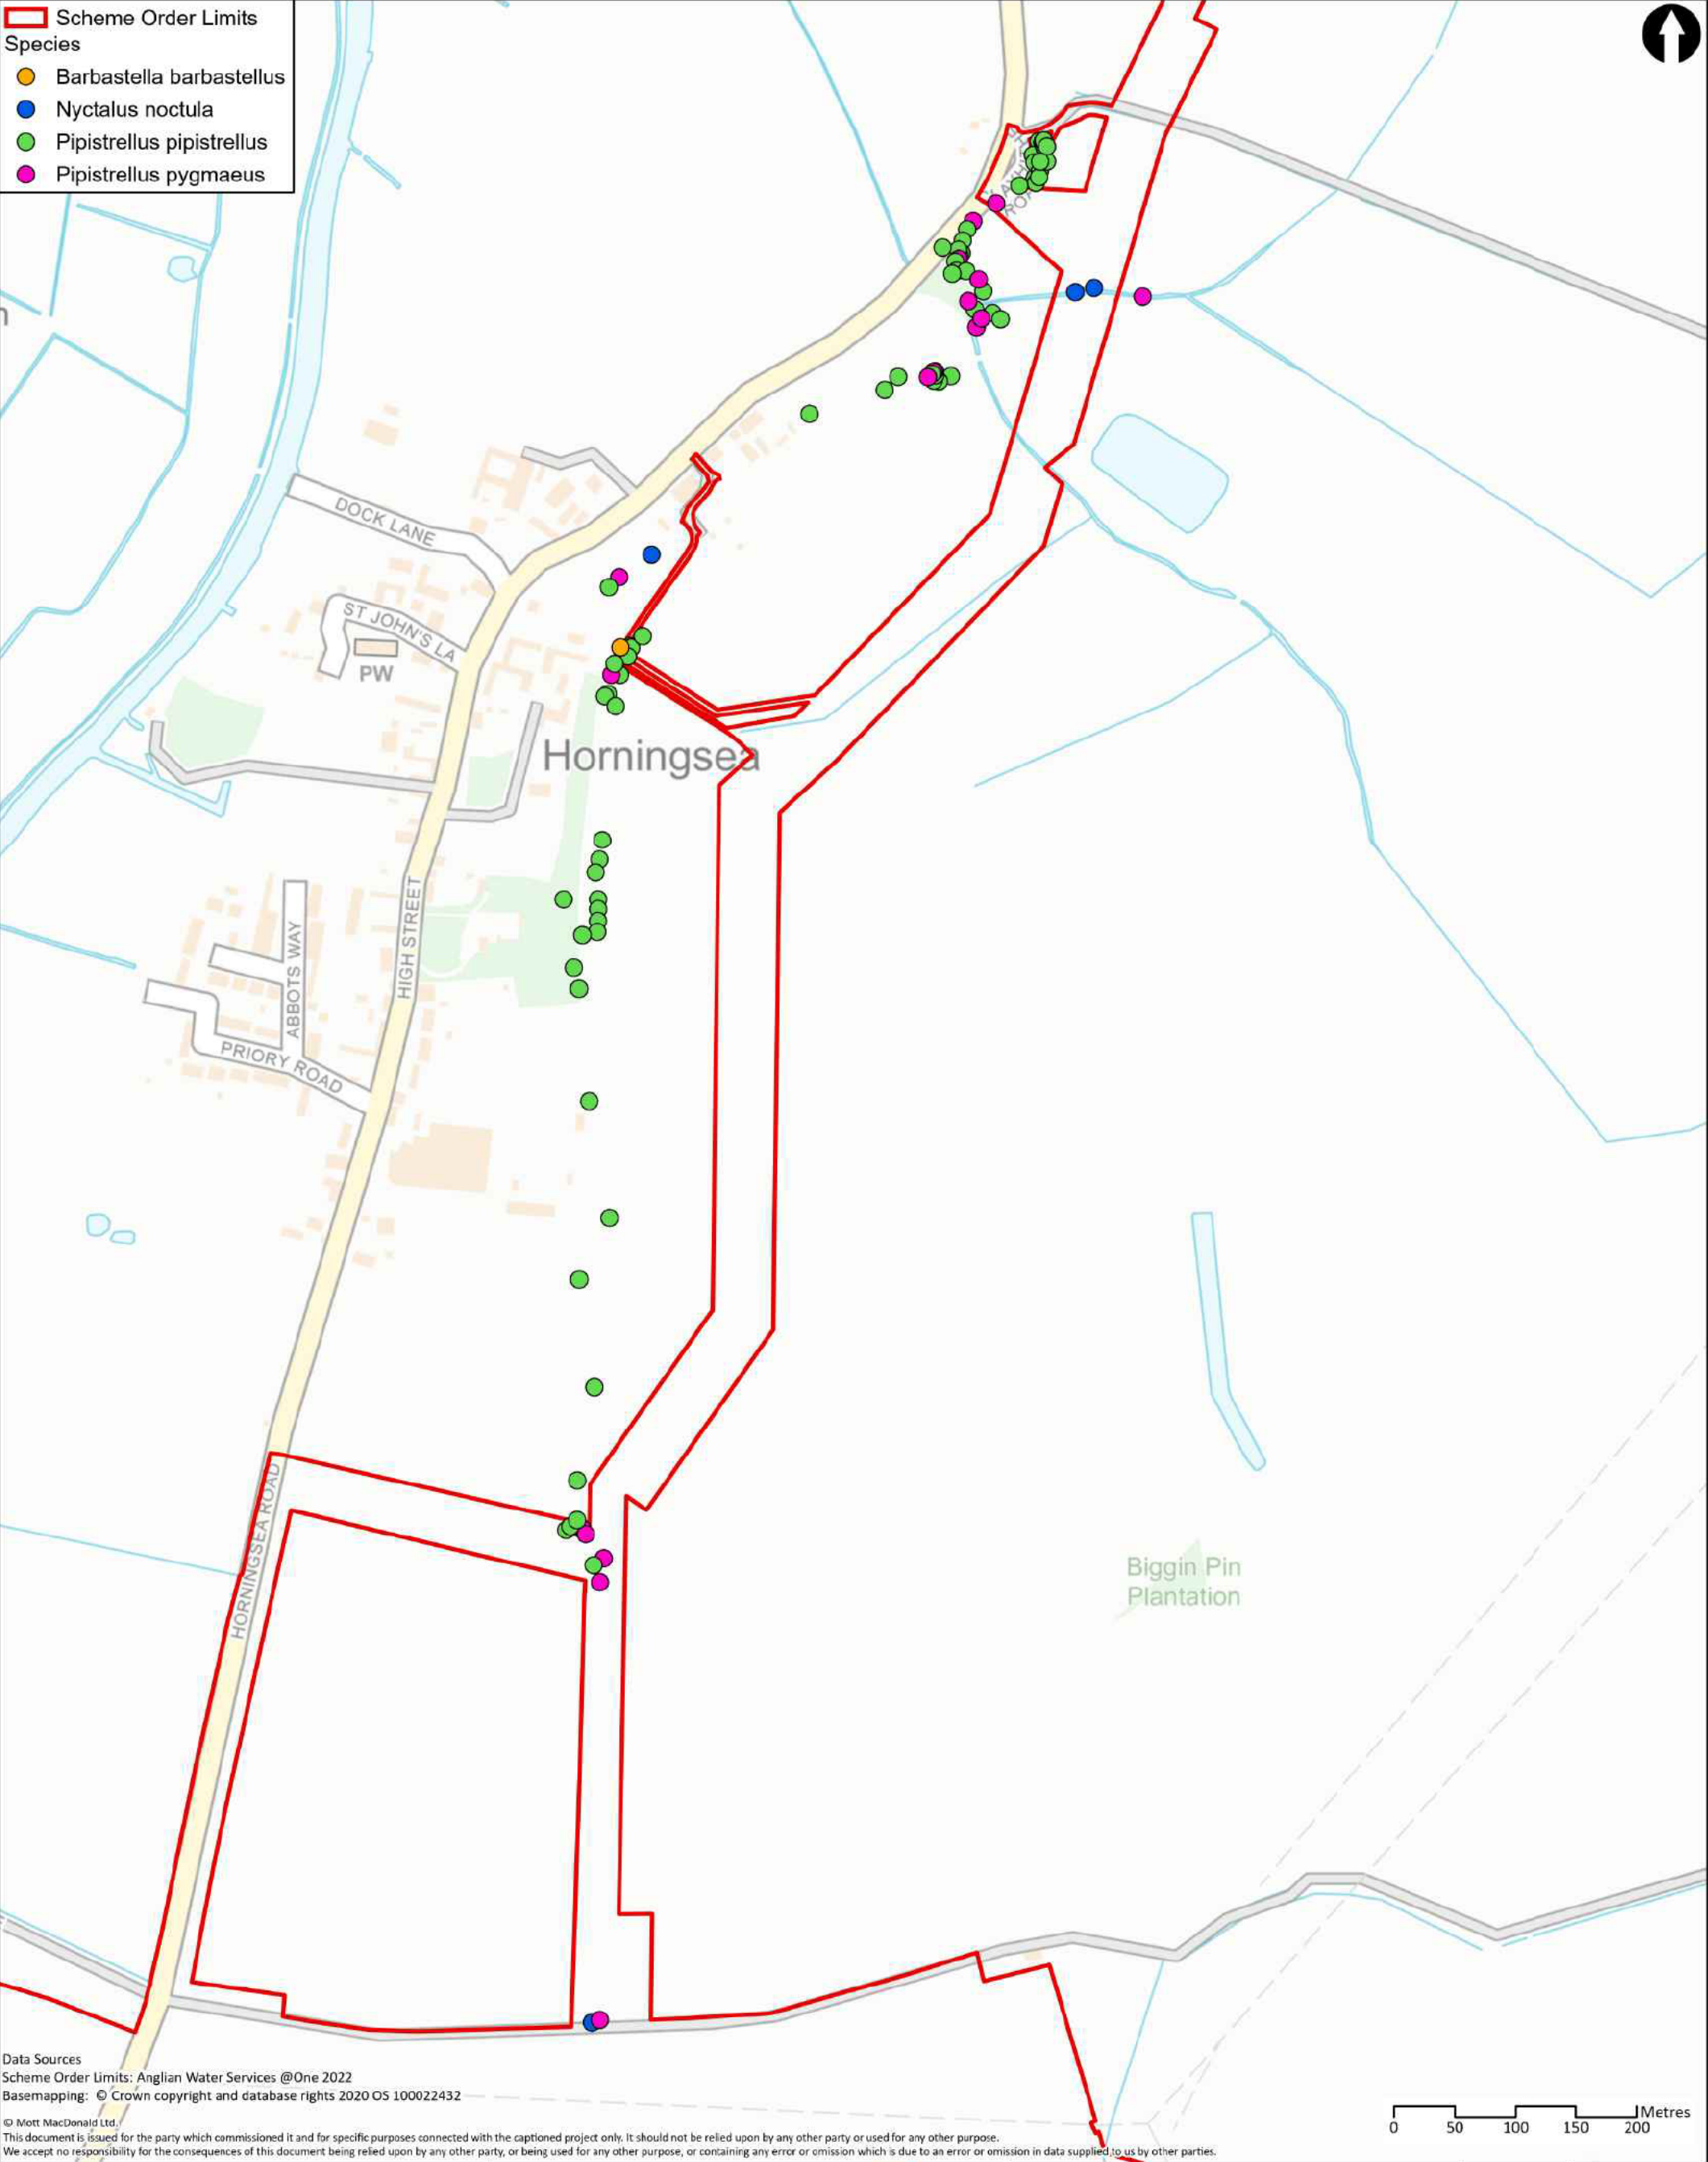 Scheme Order Limits
Species
Barbastella barbastellus
Nyctalus noctula
Pipistrellus pipistrellus
Pipistrellus pygmaeus
DOCK LANE
ST JOHN'S LA
PW
Horningsea
HIGH STREET
ABBOTS WAY
PRIORY ROAD
HORNINGSEA ROAD
Biggin Pin
Plantation
Data Sources
Scheme Order Limits: Anglian Water Services @One 2022
Basemapping: © Crown copyright and database rights 2020 OS 100022432
© Mott MacDonald Ltd.
This document is issued for the party which commissioned it and for specific purposes connected with the captioned project only. It should not be relied upon by any other party or used for any other purpose.
We accept no responsibility for the consequences of this document being relied upon by any other party, or being used for any other purpose, or containing any error or omission which is due to an error or omission in data supplied to us by other parties.
Metres
0 50 100 150 200